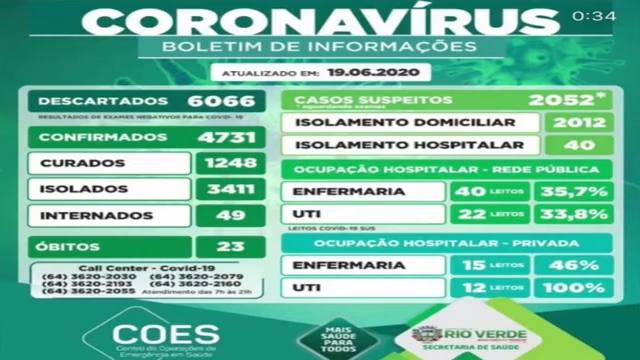 CORONAVÍRUS
0:34
BOLETIM DE INFORMAÇÕES
ATUALIZADO EM: 19.06.2020
DESCARTADOS 6066
RESULTADOS DE EXAMES NEGATIVOS PARA COVID-19
CONFIRMADOS 4731
CURADOS 1248
ISOLADOS 3411
INTERNADOS 49
ÓBITOS 23
Call Center - Covid-19
(64) 3620-2030 (64) 3620-2079
(64) 3620-2193 (64) 3620-2160
(64) 3620-2055 Atendimento das 7h às 21h
CASOS SUSPEITOS 2052*
*aguardando exames
ISOLAMENTO DOMICILIAR 2012
ISOLAMENTO HOSPITALAR 40
OCUPAÇÃO HOSPITALAR - REDE PÚBLICA
ENFERMARIA 40 LEITOS 35,7%
UTI 22 LEITOS 33,8%
LEITOS COVID-19 SUS
OCUPAÇÃO HOSPITALAR - PRIVADA
ENFERMARIA 15 LEITOS 46%
UTI 12 LEITOS 100%
COES
Centro de Operações de
Emergência em Saúde
MAIS
SAÚDE PARA
TODOS
RIO VERDE
SECRETARIA DE SAÚDE